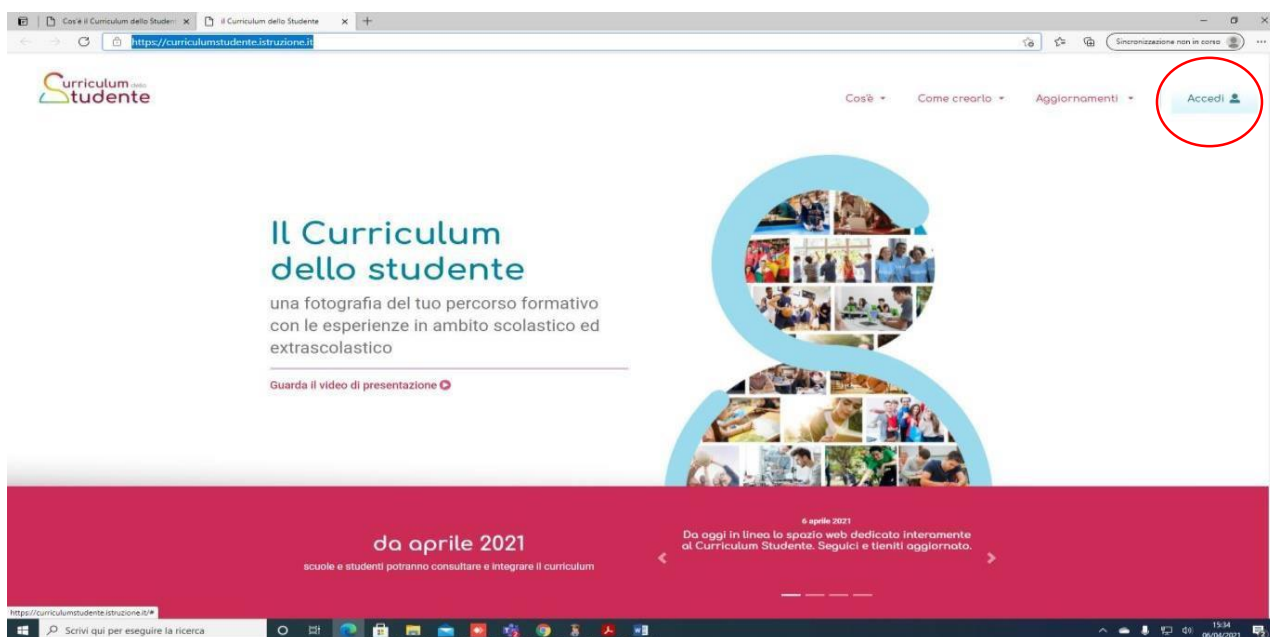 Cos'è il Curriculum dello Studen
il Curriculum dello Studente
https://curriculumstudente.istruzione.it
Sincronizzazione non in corso
Curriculum dello
Studente
Cos'è
Come crearlo
Aggiornamenti
Accedi
Il Curriculum
dello studente
una fotografia del tuo percorso formativo
con le esperienze in ambito scolastico ed
extrascolastico
Guarda il video di presentazione
da aprile 2021
scuole e studenti potranno consultare e integrare il curriculum
6 aprile 2021
Da oggi in linea lo spazio web dedicato interamente
al Curriculum Studente. Seguici e tieniti aggiornato.
https://curriculumstudente.istruzione.it/#
Scrivi qui per eseguire la ricerca
15:34
06/04/2021